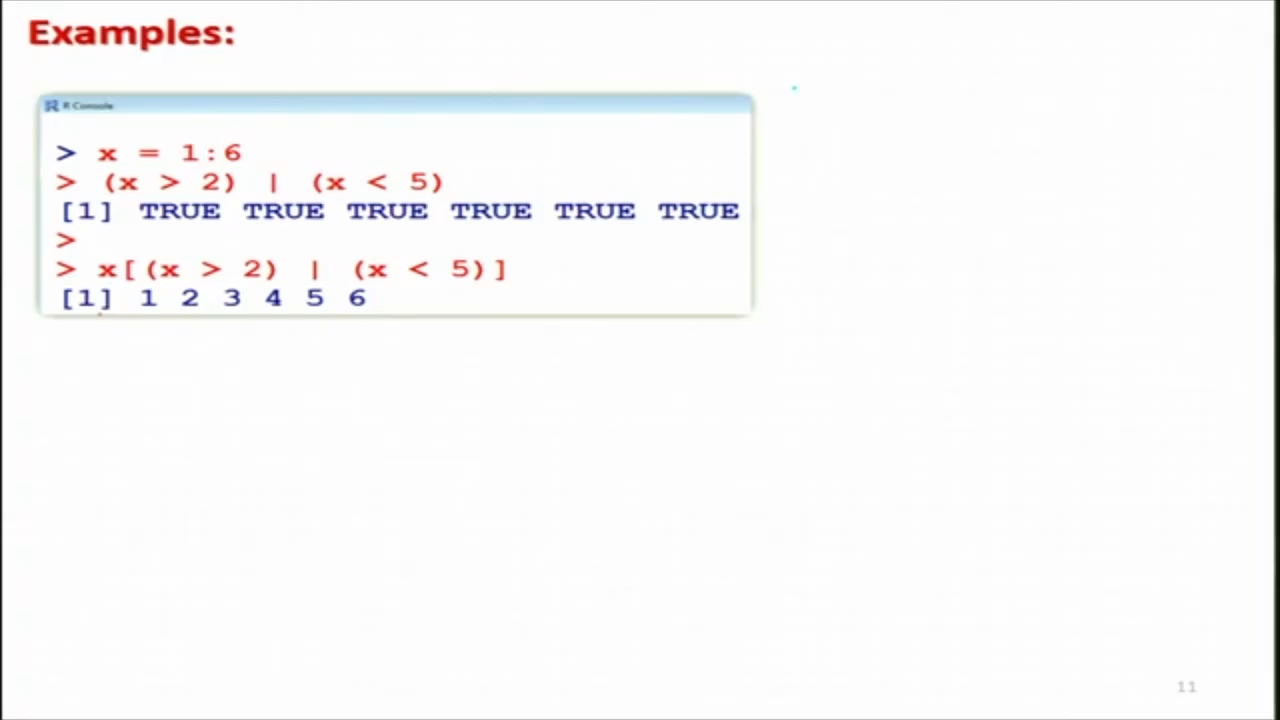 Examples:
R Console
> x = 1:6
> (x > 2) | (x < 5)
[1] TRUE TRUE TRUE TRUE TRUE TRUE
>
> x[(x > 2) | (x < 5)]
[1] 1 2 3 4 5 6
11